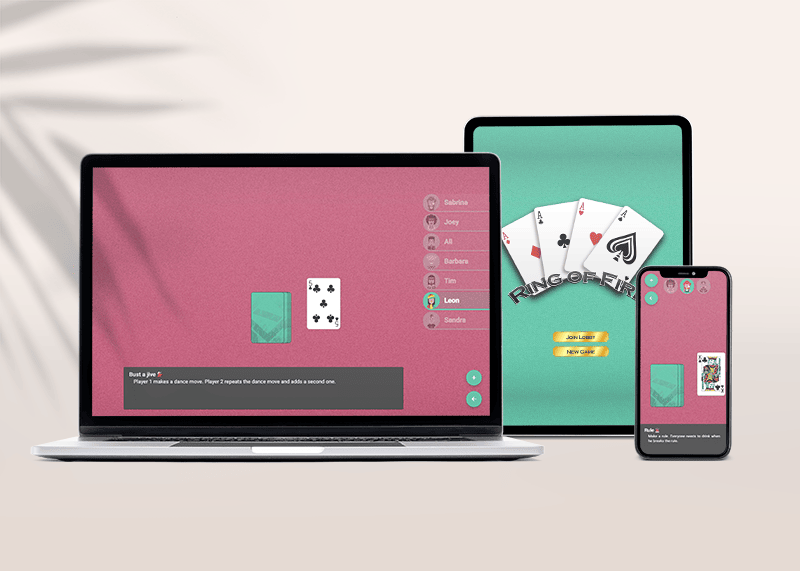 Sabrina
Joey
Ali
Barbara
Tim
Leon
Sandra
5
5
Bust a jive
Player 1 makes a dance move. Player 2 repeats the dance move and adds a second one.
A
A
A
A
RING OF FIR
JOIN LOBBY
NEW GAME
K
K
Rule
Make a rule. Everyone needs to drink when
he breaks the rule.